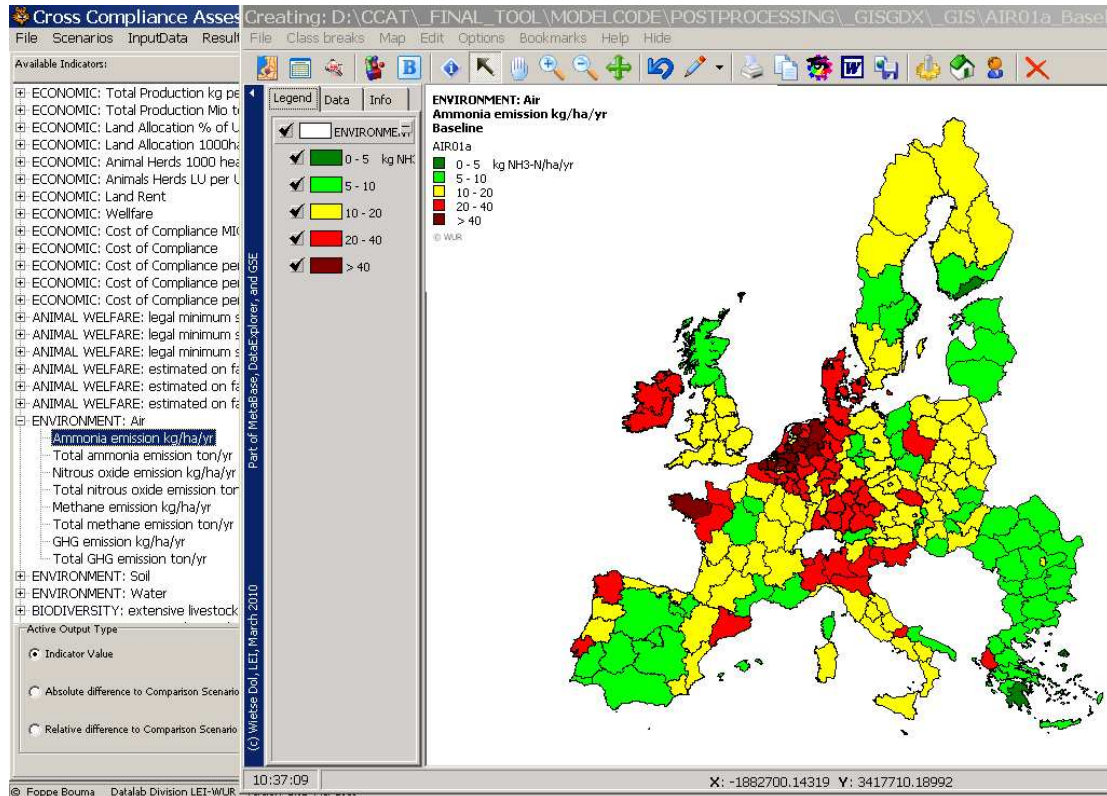 Cross Compliance Asses
Creating: D:\CCAT\_FINAL_TOOL\MODELCODE\POSTPROCESSING\_GISGDX\_GIS\AIR01a_Basel
File Scenarios InputData Result
File Class breaks Map Edit Options Bookmarks Help Hide
Available Indicators:
ECONOMIC: Total Production kg pe
ECONOMIC: Total Production Mio t
ECONOMIC: Land Allocation % of U
ECONOMIC: Land Allocation 1000h
ECONOMIC: Animal Herds 1000 hea
ECONOMIC: Animals Herds LU per U
ECONOMIC: Land Rent
ECONOMIC: Wellfare
ECONOMIC: Cost of Compliance MI
ECONOMIC: Cost of Compliance
ECONOMIC: Cost of Compliance per
ECONOMIC: Cost of Compliance per
ECONOMIC: Cost of Compliance per
ANIMAL WELFARE: legal minimum s
ANIMAL WELFARE: legal minimum s
ANIMAL WELFARE: legal minimum s
ANIMAL WELFARE: estimated on fa
ANIMAL WELFARE: estimated on fa
ANIMAL WELFARE: estimated on fa
ENVIRONMENT: Air
Ammonia emission kg/ha/yr
Total ammonia emission ton/yr
Nitrous oxide emission kg/ha/yr
Total nitrous oxide emission ton
Methane emission kg/ha/yr
Total methane emission ton/yr
GHG emission kg/ha/yr
Total GHG emission ton/yr
ENVIRONMENT: Soil
ENVIRONMENT: Water
BIODIVERSITY: extensive livestock
Active Output Type
Indicator Value
Absolute difference to Comparison Scenario
Relative difference to Comparison Scenario
© Foppe Bouma Datalab Division LEI-WUR
Part of MetaBase, DataExplorer, and GSE
(c) Wietse Dol, LEI, March 2010
B
W
Legend Data Info
ENVIRONME
0 - 5 kg NH
5 - 10
10 - 20
20 - 40
> 40
ENVIRONMENT: Air
Ammonia emission kg/ha/yr
Baseline
AIR01a
0 - 5 kg NH3-N/ha/yr
5 - 10
10 - 20
20 - 40
> 40
© WUR
10:37:09
X: -1882700.14319 Y: 3417710.18992